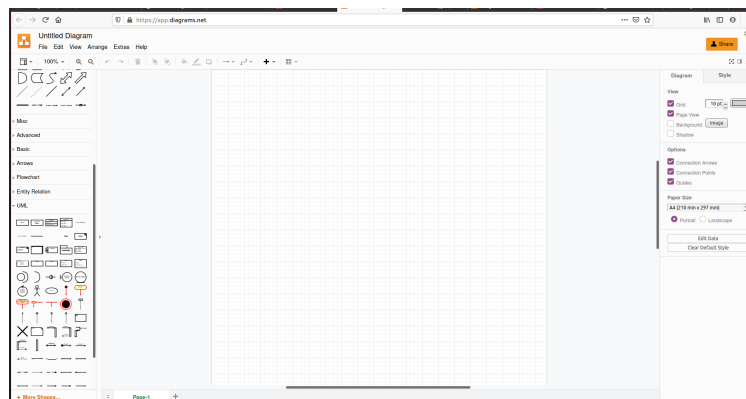 https://app.diagrams.net
Untitled Diagram
File Edit View Arrange Extras Help
Share
100%
Diagram Style
View
Grid 10 pt
Page View
Background Image
Shadow
Options
Connection Arrows
Connection Points
Guides
Paper Size
A4 (210 mm x 297 mm)
Portrait Landscape
Edit Data
Clear Default Style
Misc
Advanced
Basic
Arrows
Flowchart
Entity Relation
UML
+ More Shapes...
Page-1